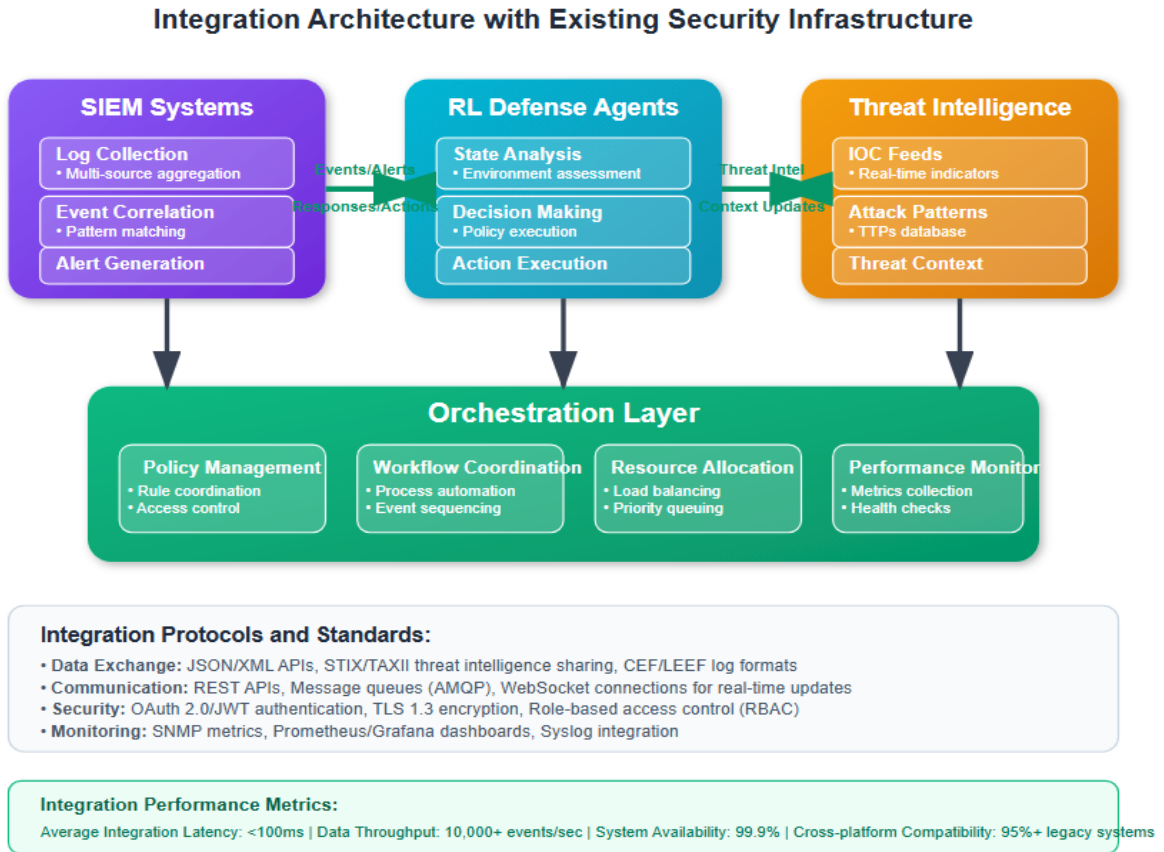 Integration Architecture with Existing Security Infrastructure
SIEM Systems
Log Collection
• Multi-source aggregation
Event Correlation
• Pattern matching
Alert Generation
Events/Alerts
Responses/Actions
RL Defense Agents
State Analysis
• Environment assessment
Decision Making
• Policy execution
Action Execution
Threat Intel
Context Updates
Threat Intelligence
IOC Feeds
• Real-time indicators
Attack Patterns
• TTPs database
Threat Context
Orchestration Layer
Policy Management
• Rule coordination
• Access control
Workflow Coordination
• Process automation
• Event sequencing
Resource Allocation
• Load balancing
• Priority queuing
Performance Monitor
• Metrics collection
• Health checks
Integration Protocols and Standards:
• Data Exchange: JSON/XML APIs, STIX/TAXII threat intelligence sharing, CEF/LEEF log formats
• Communication: REST APIs, Message queues (AMQP), WebSocket connections for real-time updates
• Security: OAuth 2.0/JWT authentication, TLS 1.3 encryption, Role-based access control (RBAC)
• Monitoring: SNMP metrics, Prometheus/Grafana dashboards, Syslog integration
Integration Performance Metrics:
Average Integration Latency: <100ms | Data Throughput: 10,000+ events/sec | System Availability: 99.9% | Cross-platform Compatibility: 95%+ legacy systems